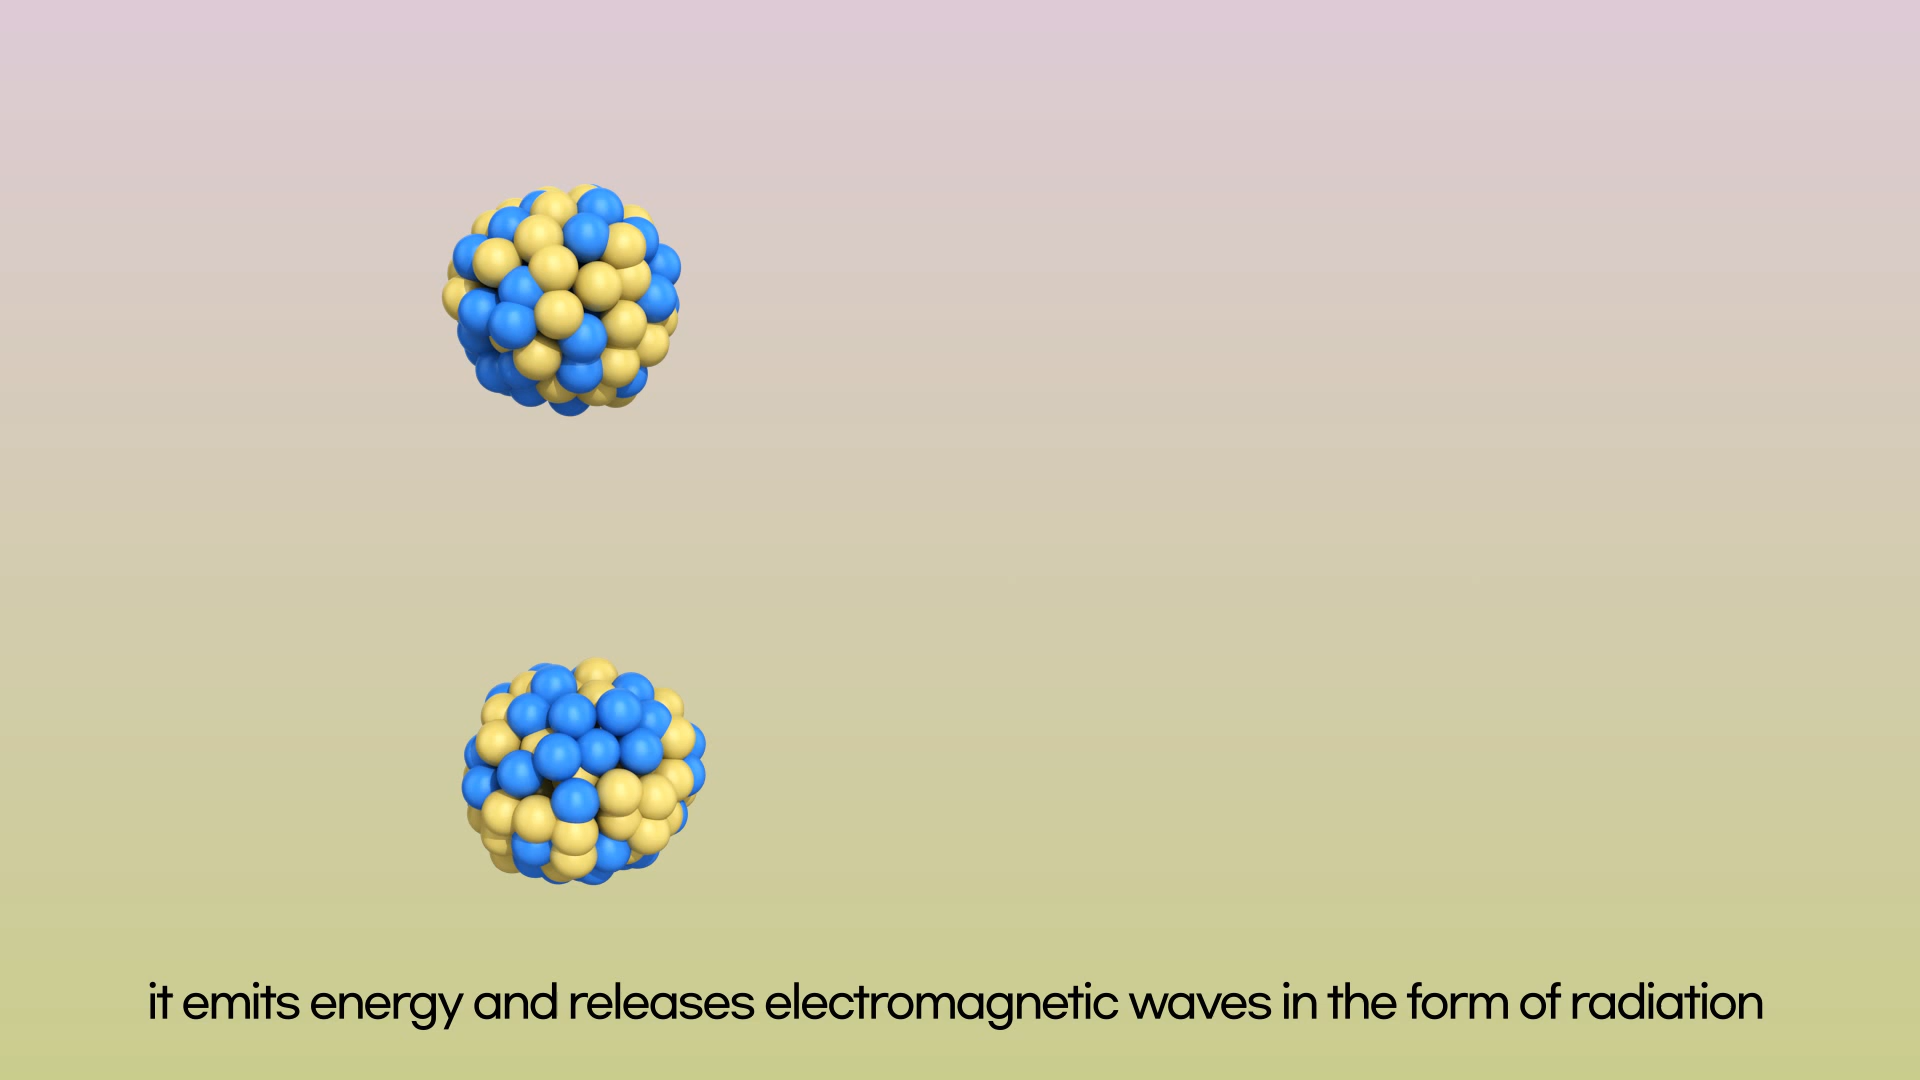 it emits energy and releases electromagnetic waves in the form of radiation